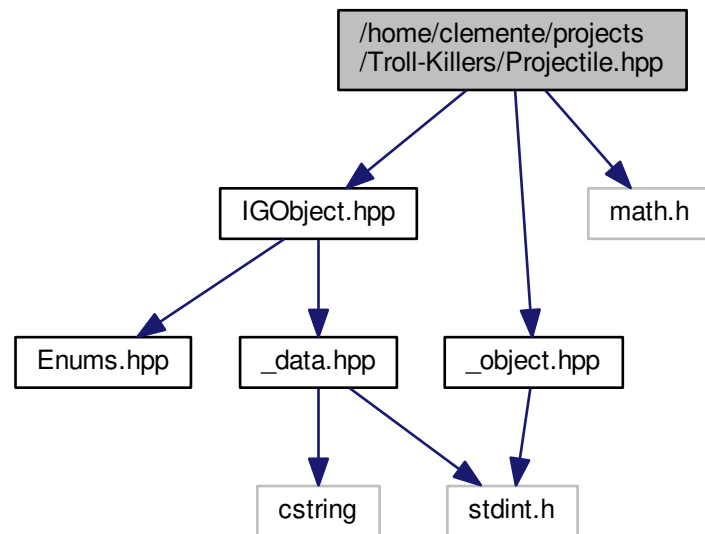 /home/clemente/projects
/Troll-Killers/Projectile.hpp
IGObject.hpp
math.h
Enums.hpp
_data.hpp
_object.hpp
cstring
stdint.h